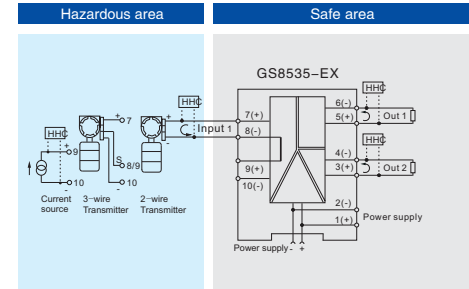 Hazardous area
Safe area
GS8535-EX
HHC
7(+)
8(-)
9(+)
10(-)
Input 1
6(-)
5(+)
HHC
Out 1
4(-)
3(+)
HHC
Out 2
2(-)
1(+)
Power supply
Power supply - +
HHC
+
9
10
-
Current
source
+
7
S
8/9
10
-
3-wire
Transmitter
+
-
2-wire
Transmitter